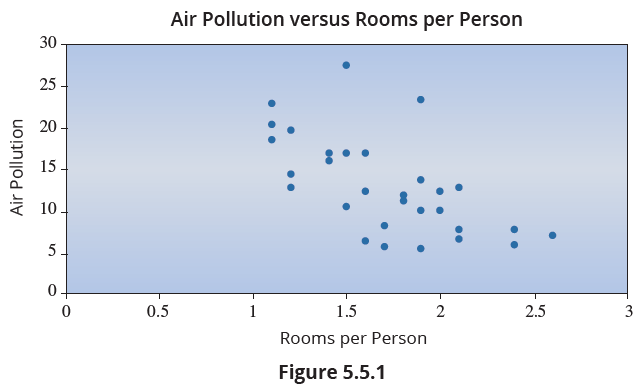 Air Pollution versus Rooms per Person
30
25
20
15
10
5
0
Air Pollution
0 0.5 1 1.5 2 2.5 3
Rooms per Person
Figure 5.5.1